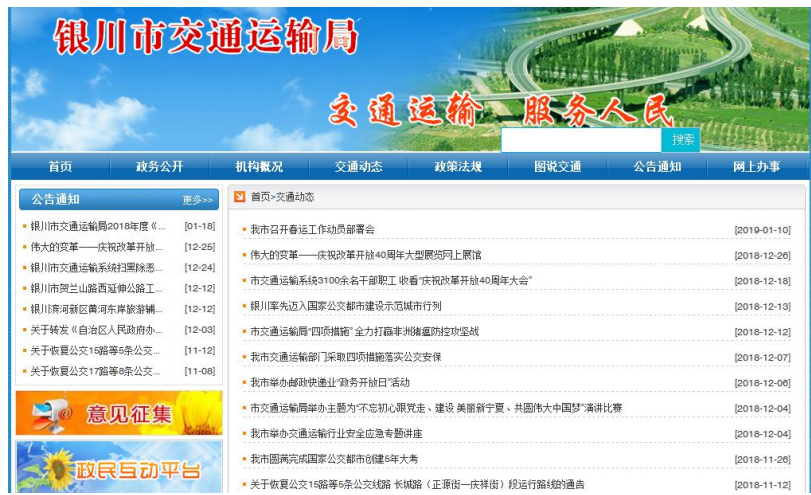 银川市交通运输局
交通运输 服务人民
搜索
首页 政务公开 机构概况 交通动态 政策法规 图说交通 公告通知 网上办事
公告通知 更多>>
银川市交通运输局2018年度《... [01-18]
伟大的变革——庆祝改革开放... [12-25]
银川市交通运输系统扫黑除恶... [12-24]
银川市贺兰山路西延伸公路工... [12-12]
银川滨河新区黄河东岸旅游辅... [12-12]
关于转发《自治区人民政府办... [12-03]
关于恢复公交15路等5条公交... [11-12]
关于恢复公交17路等8条公交... [11-08]
意见征集
政民互动平台
首页>交通动态
我市召开春运工作动员部署会 [2019-01-10]
伟大的变革——庆祝改革开放40周年大型展览网上展馆 [2018-12-26]
市交通运输系统3100余名干部职工 收看“庆祝改革开放40周年大会” [2018-12-18]
银川率先迈入国家公交都市建设示范城市行列 [2018-12-13]
市交通运输局“四项措施” 全力打赢非洲猪瘟防控攻坚战 [2018-12-12]
我市交通运输部门采取四项措施落实公交安保 [2018-12-07]
我市举办邮政快递业“政务开放日”活动 [2018-12-06]
市交通运输局举办主题为“不忘初心跟党走、建设 美丽新宁夏、共圆伟大中国梦”演讲比赛 [2018-12-04]
我市举办交通运输行业安全应急专题讲座 [2018-12-04]
我市圆满完成国家公交都市创建5年大考 [2018-11-26]
关于恢复公交15路等5条公交线路 长城路（正源街—庆祥街）段运行路线的通告 [2018-11-12]